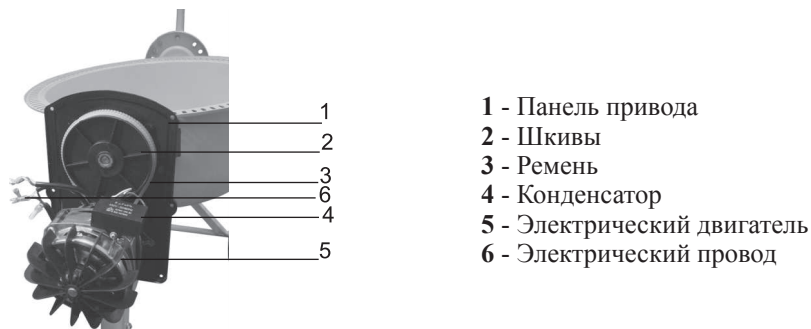 1
2
3
6
4
5
1 - Панель привода
2 - Шкивы
3 - Ремень
4 - Конденсатор
5 - Электрический двигатель
6 - Электрический провод